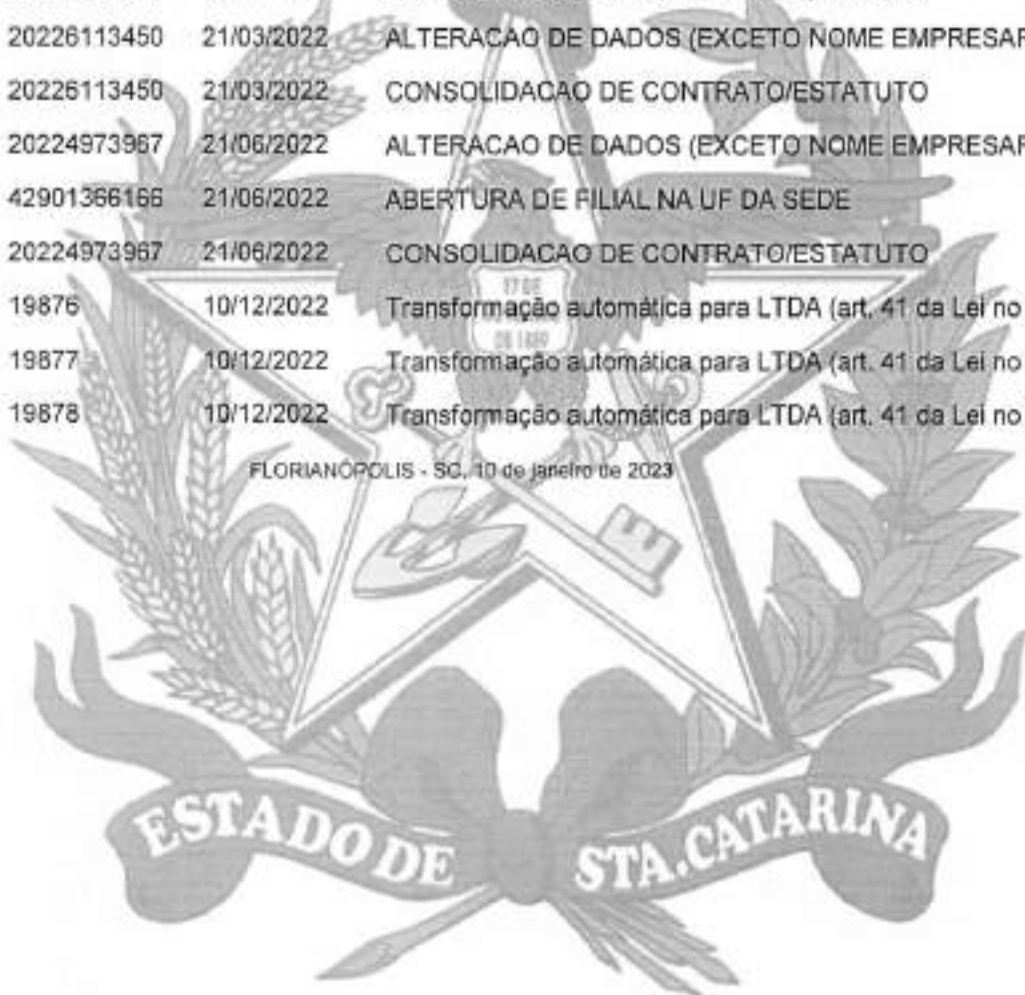 20226113450 21/03/2022 ALTERACAO DE DADOS (EXCETO NOME EMPRESAR
20226113450 21/03/2022 CONSOLIDACAO DE CONTRATO/ESTATUTO
20224973967 21/06/2022 ALTERACAO DE DADOS (EXCETO NOME EMPRESAR
42901366166 21/06/2022 ABERTURA DE FILIAL NA UF DA SEDE
20224973967 21/06/2022 CONSOLIDACAO DE CONTRATO/ESTATUTO
17 DE
19876 10/12/2022 Transformação automática para LTDA (art. 41 da Lei no
19877 10/12/2022 Transformação automática para LTDA (art. 41 da Lei no
19878 10/12/2022 Transformação automática para LTDA (art. 41 da Lei no
FLORIANÓPOLIS - SC, 10 de janeiro de 2023
ESTADO DE STA.CATARINA